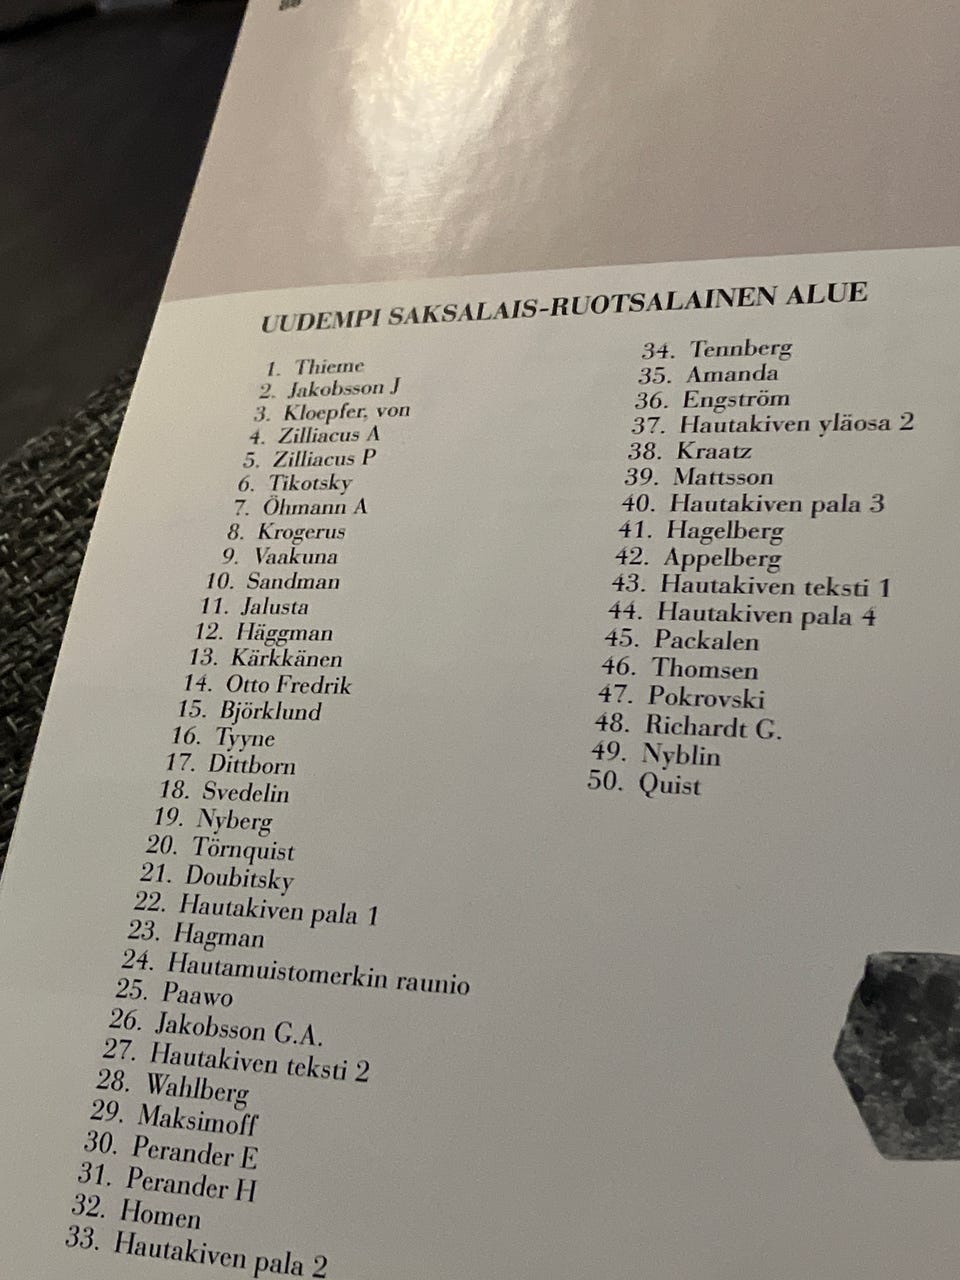 UUDEMPI SAKSALAIS-RUOTSALAINEN ALUE
1. Thieme
2. Jakobsson J
3. Kloepfer, von
4. Zilliacus A
5. Zilliacus P
6. Tikotsky
7. Öhmann A
8. Krogerus
9. Vaakuna
10. Sandman
11. Jalusta
12. Häggman
13. Kärkkänen
14. Otto Fredrik
15. Björklund
16. Tyyne
17. Dittborn
18. Svedelin
19. Nyberg
20. Törnquist
21. Doubitsky
22. Hautakiven pala 1
23. Hagman
24. Hautamuistomerkin raunio
25. Paawo
26. Jakobsson G.A.
27. Hautakiven teksti 2
28. Wahlberg
29. Maksimoff
30. Perander E
31. Perander H
32. Homen
33. Hautakiven pala 2
34. Tennberg
35. Amanda
36. Engström
37. Hautakiven yläosa 2
38. Kraatz
39. Mattsson
40. Hautakiven pala 3
41. Hagelberg
42. Appelberg
43. Hautakiven teksti 1
44. Hautakiven pala 4
45. Packalen
46. Thomsen
47. Pokrovski
48. Richardt G.
49. Nyblin
50. Quist